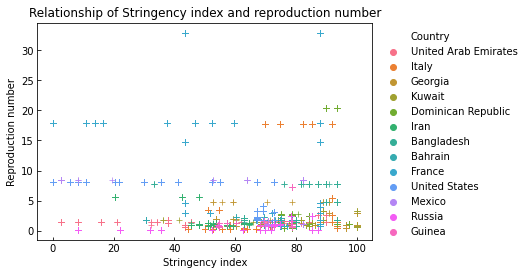 Relationship of Stringency index and reproduction number
Reproduction number
30
25
20
15
10
5
0
0 20 40 60 80 100
Stringency index
Country
United Arab Emirates
Italy
Georgia
Kuwait
Dominican Republic
Iran
Bangladesh
Bahrain
France
United States
Mexico
Russia
Guinea